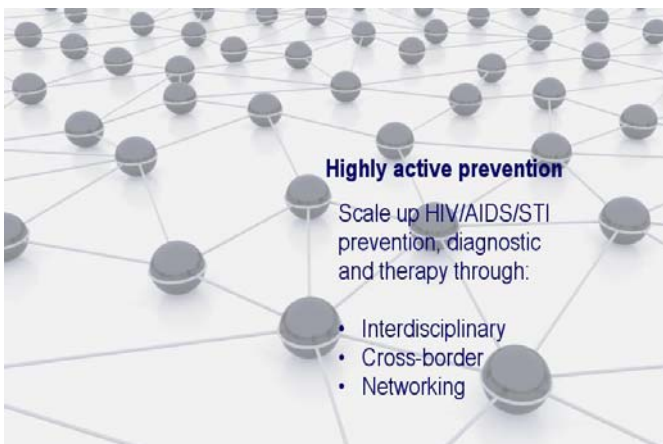 Highly active prevention
Scale up HIV/AIDS/STI
prevention, diagnostic
and therapy through:
• Interdisciplinary
• Cross-border
• Networking